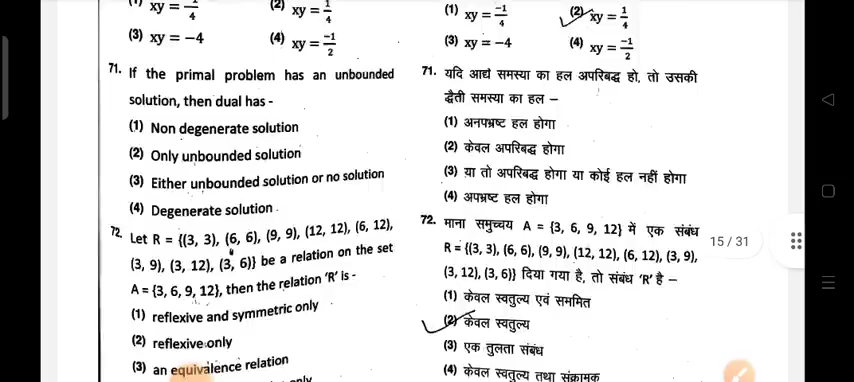 (2) xy = 1/4
(3) xy = −4
(4) xy = −1/2
71. If the primal problem has an unbounded
solution, then dual has -
(1) Non degenerate solution
(2) Only unbounded solution
(3) Either unbounded solution or no solution
(4) Degenerate solution
72. Let R = {(3, 3), (6, 6), (9, 9), (12, 12), (6, 12),
(3, 9), (3, 12), (3, 6)} be a relation on the set
A = {3, 6, 9, 12}, then the relation 'R' is -
(1) reflexive and symmetric only
(2) reflexive only
(3) an equivalence relation
(1) xy = −1/4
(2) xy = 1/4
(3) xy = −4
(4) xy = −1/2
71. यदि आद्य समस्या का हल अपरिबद्ध हो, तो उसकी
द्वैती समस्या का हल –
(1) अनपभ्रष्ट हल होगा
(2) केवल अपरिबद्ध होगा
(3) या तो अपरिबद्ध होगा या कोई हल नहीं होगा
(4) अपभ्रष्ट हल होगा
72. माना समुच्चय A = {3, 6, 9, 12} में एक संबंध
R = {(3, 3), (6, 6), (9, 9), (12, 12), (6, 12), (3, 9),
(3, 12), (3, 6)} दिया गया है, तो संबंध 'R' है –
(1) केवल स्वतुल्य एवं सममित
(2) केवल स्वतुल्य
(3) एक तुलता संबंध
(4) केवल स्वतुल्य तथा संक्रामक
15 / 31